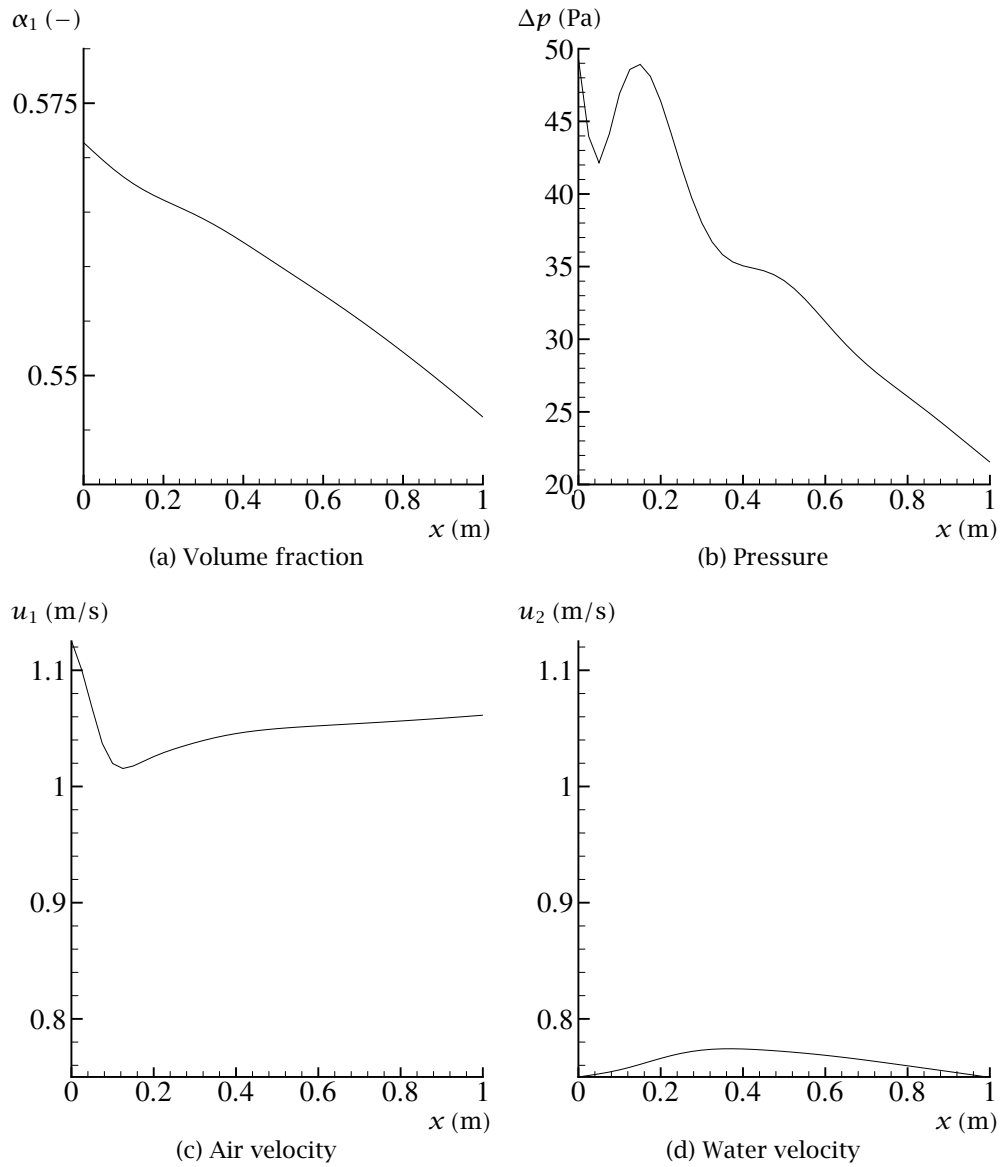 α₁ (−)
0.575
0.55
0 0.2 0.4 0.6 0.8 1
x (m)
(a) Volume fraction
Δp (Pa)
50
45
40
35
30
25
20
0 0.2 0.4 0.6 0.8 1
x (m)
(b) Pressure
u₁ (m/s)
1.1
1
0.9
0.8
0 0.2 0.4 0.6 0.8 1
x (m)
(c) Air velocity
u₂ (m/s)
1.1
1
0.9
0.8
0 0.2 0.4 0.6 0.8 1
x (m)
(d) Water velocity